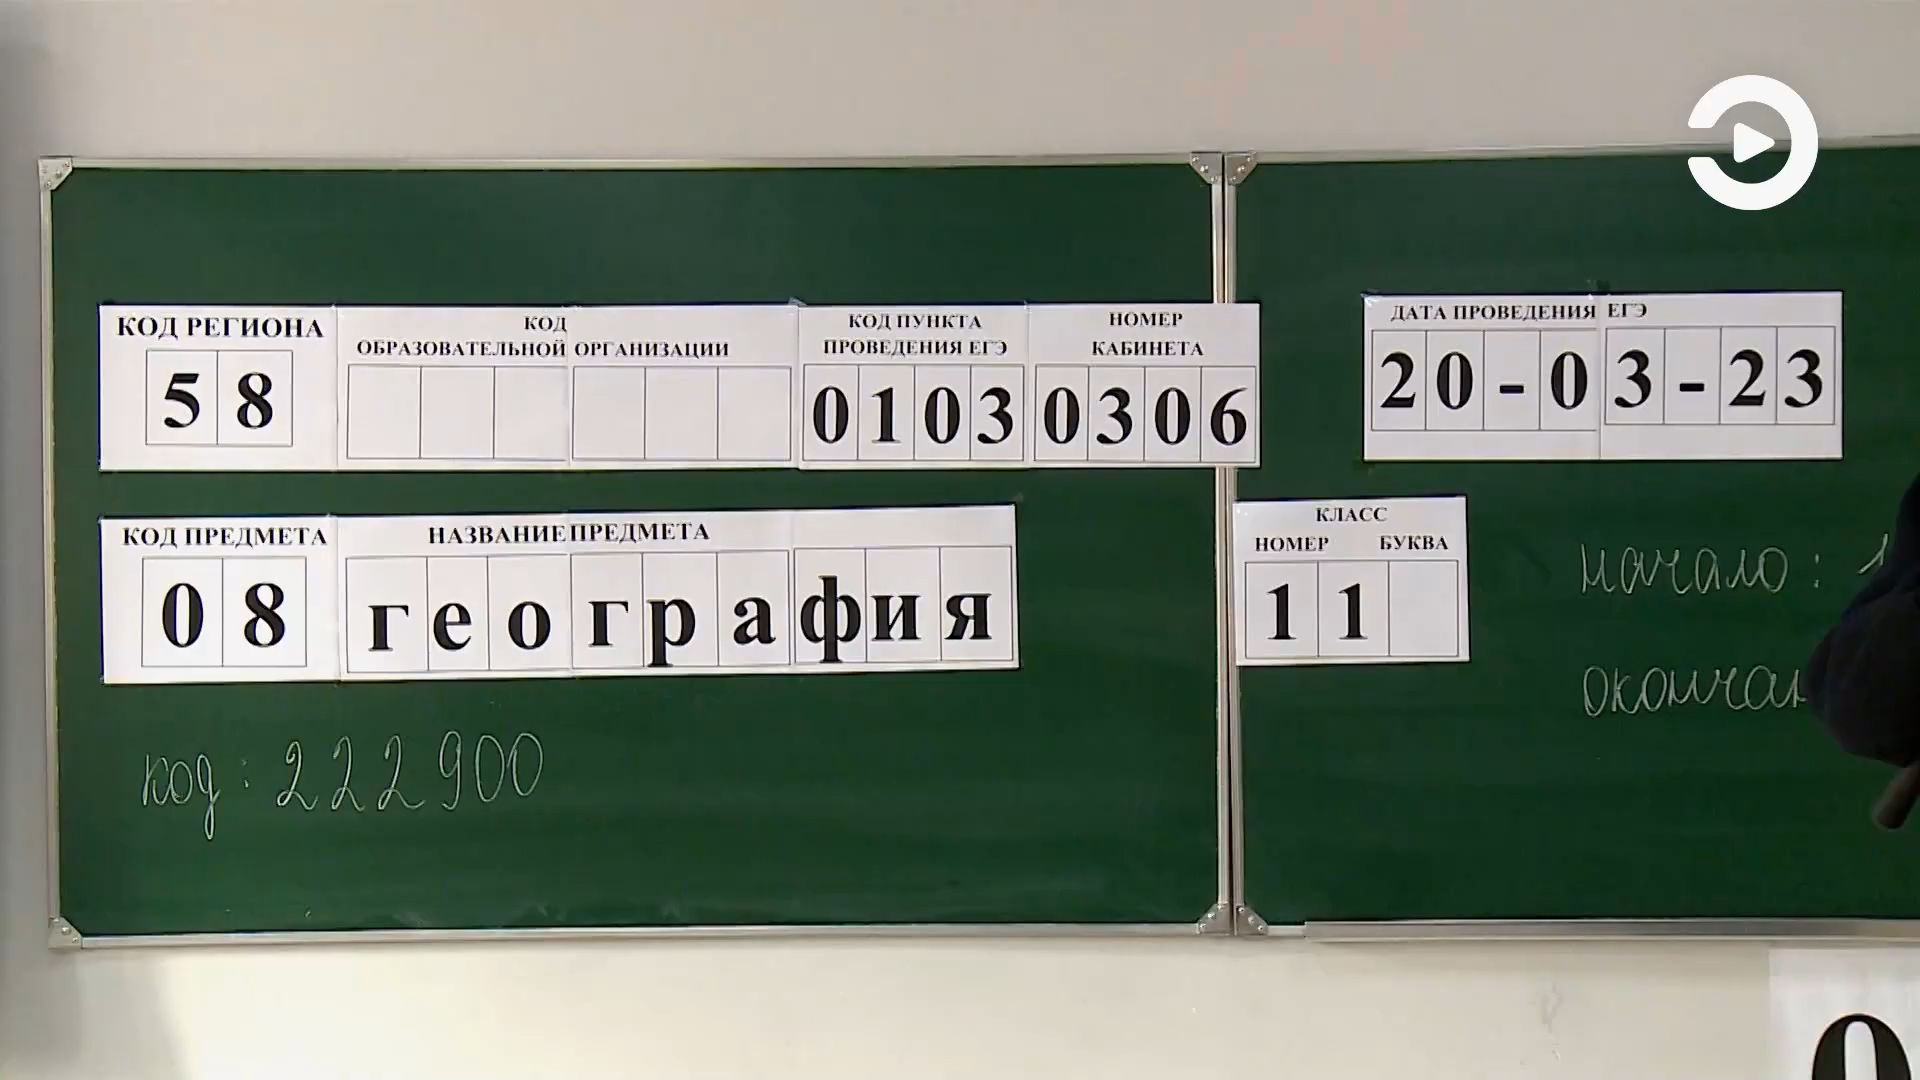 КОД РЕГИОНА
58
КОД
ОБРАЗОВАТЕЛЬНОЙ ОРГАНИЗАЦИИ
КОД ПУНКТА
ПРОВЕДЕНИЯ ЕГЭ
0103
НОМЕР
КАБИНЕТА
0306
ДАТА ПРОВЕДЕНИЯ ЕГЭ
20-03-23
КОД ПРЕДМЕТА
08
НАЗВАНИЕ ПРЕДМЕТА
география
КЛАСС
НОМЕР БУКВА
11
код: 222900
начало:
0